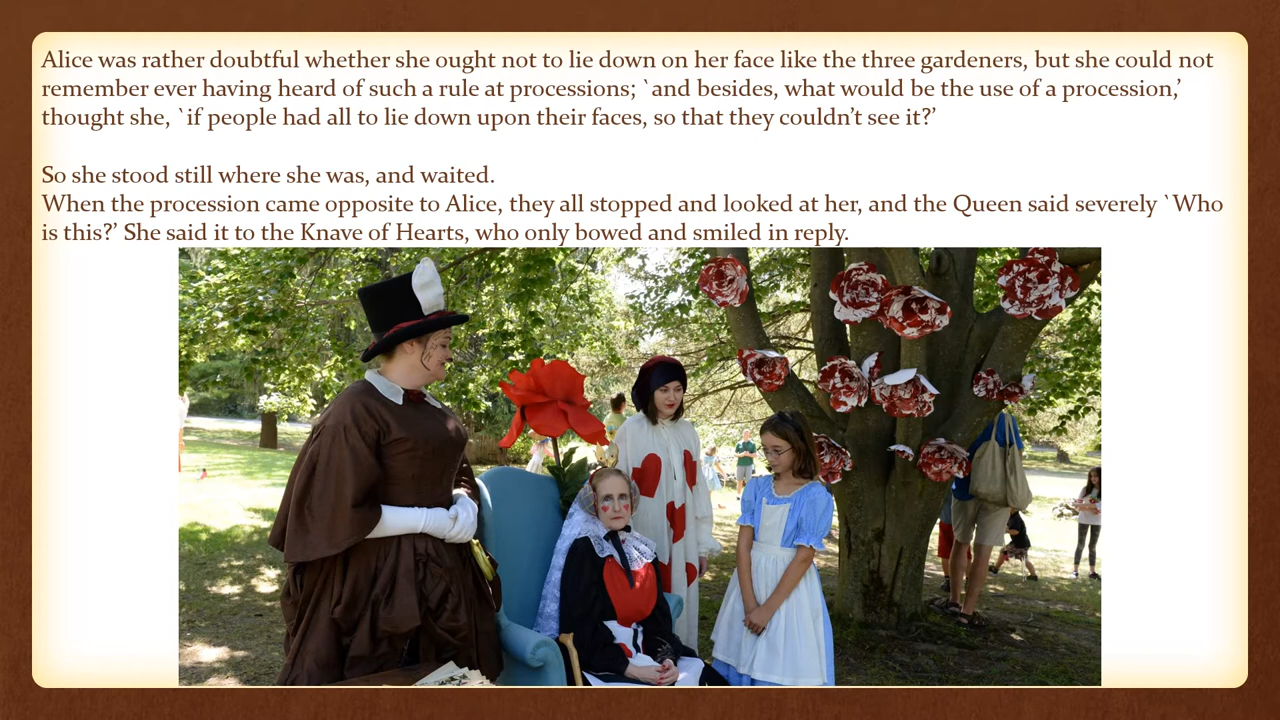 Alice was rather doubtful whether she ought not to lie down on her face like the three gardeners, but she could not
remember ever having heard of such a rule at processions; `and besides, what would be the use of a procession,’
thought she, `if people had all to lie down upon their faces, so that they couldn’t see it?’
So she stood still where she was, and waited.
When the procession came opposite to Alice, they all stopped and looked at her, and the Queen said severely `Who
is this?’ She said it to the Knave of Hearts, who only bowed and smiled in reply.